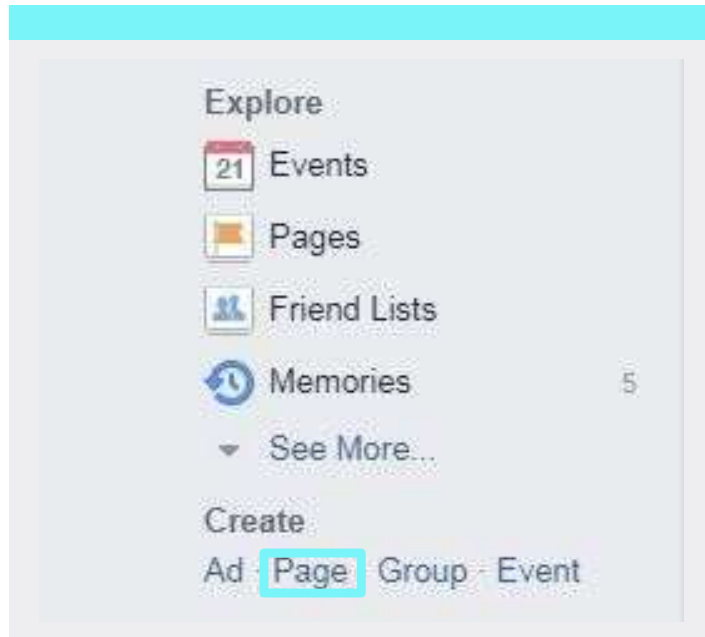 Explore
21 Events
Pages
Friend Lists
Memories 5
See More...
Create
Ad · Page · Group · Event